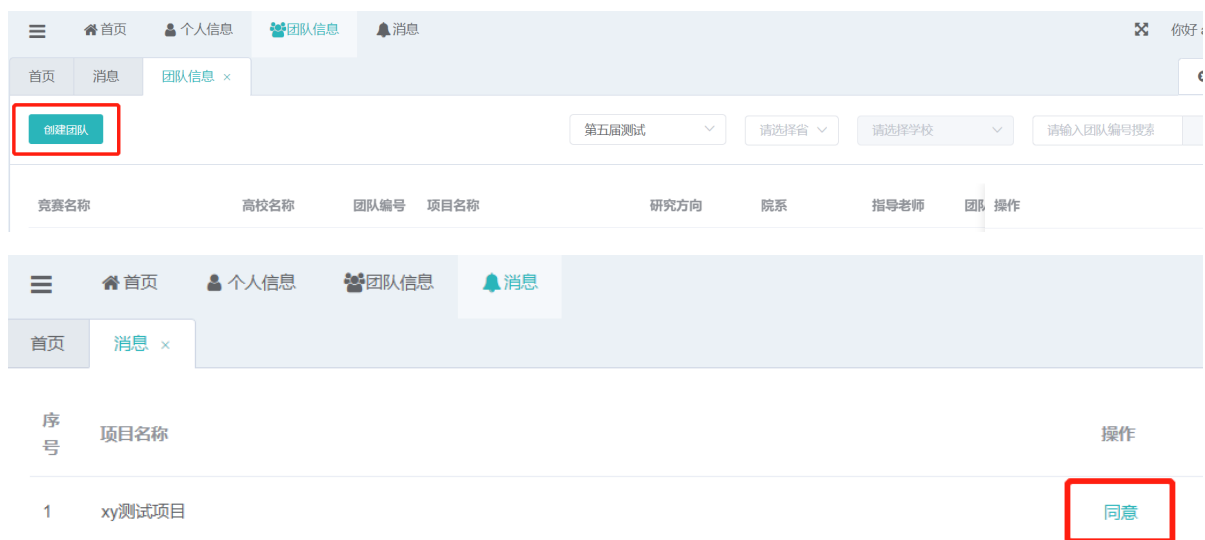 首页 个人信息 团队信息 消息 你好
首页 消息 团队信息 ×
创建团队 第五届测试 请选择省 请选择学校 请输入团队编号搜索
竞赛名称 高校名称 团队编号 项目名称 研究方向 院系 指导老师 团队 操作
首页 个人信息 团队信息 消息
首页 消息 ×
序号 项目名称 操作
1 xy测试项目 同意